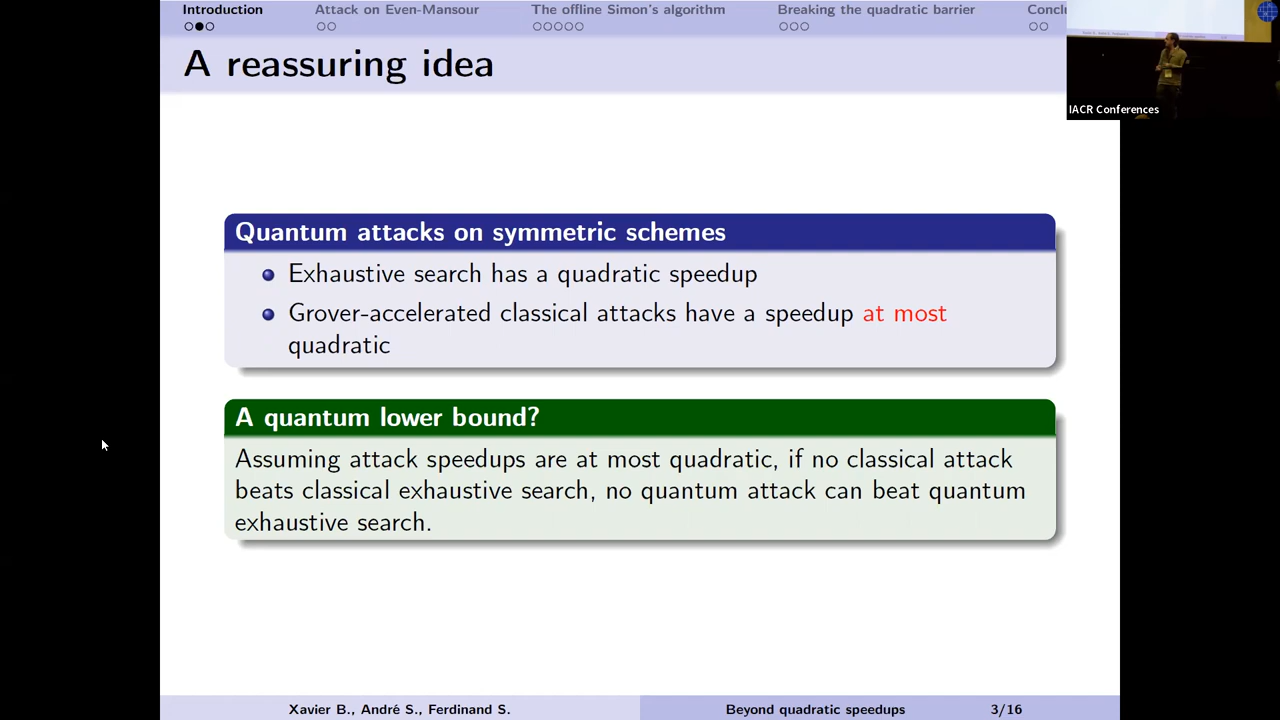 Introduction
Attack on Even-Mansour
The offline Simon's algorithm
Breaking the quadratic barrier
Conclu
A reassuring idea
IACR Conferences
Quantum attacks on symmetric schemes
Exhaustive search has a quadratic speedup
Grover-accelerated classical attacks have a speedup at most
quadratic
A quantum lower bound?
Assuming attack speedups are at most quadratic, if no classical attack
beats classical exhaustive search, no quantum attack can beat quantum
exhaustive search.
Xavier B., André S., Ferdinand S.
Beyond quadratic speedups
3/16